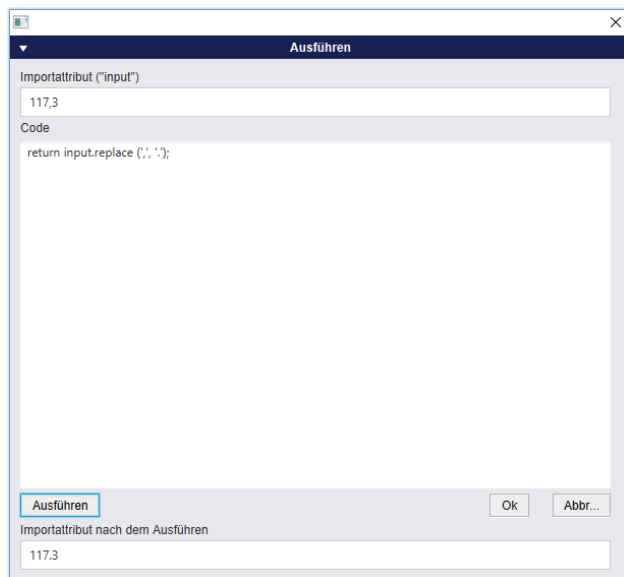 Ausführen
Importattribut ("input")
117,3
Code
return input.replace (',', '.');
Ausführen
Ok
Abbr...
Importattribut nach dem Ausführen
117.3